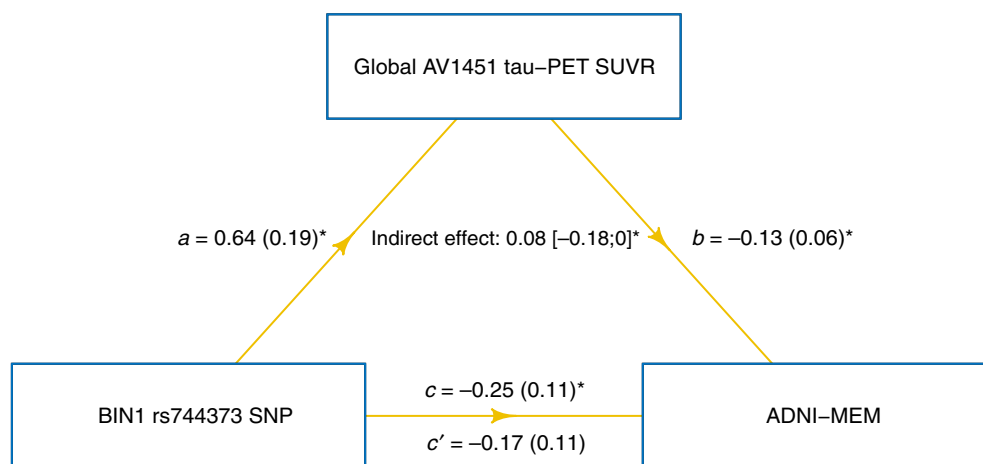 Global AV1451 tau–PET SUVR
a = 0.64 (0.19)*
Indirect effect: 0.08 [–0.18;0]*
b = –0.13 (0.06)*
BIN1 rs744373 SNP
c = –0.25 (0.11)*
c′ = –0.17 (0.11)
ADNI–MEM